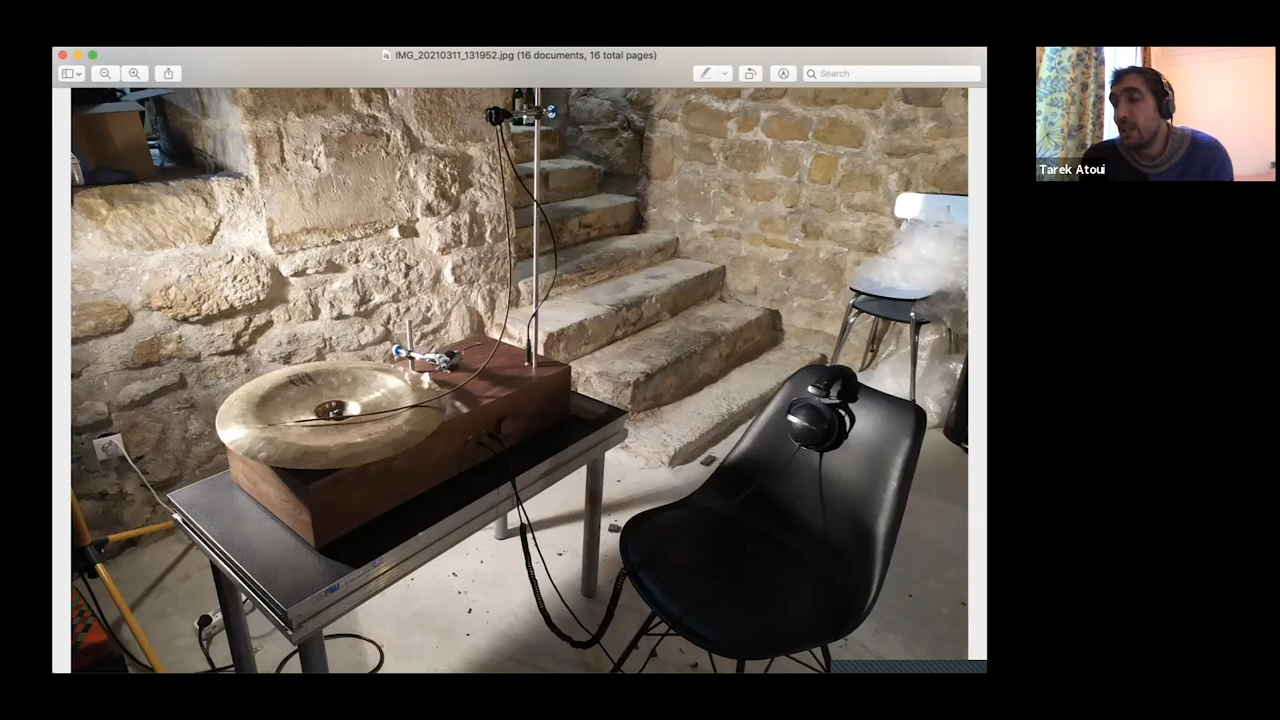 IMG_20210311_131952.jpg (16 documents, 16 total pages)
Search
Tarek Atoui